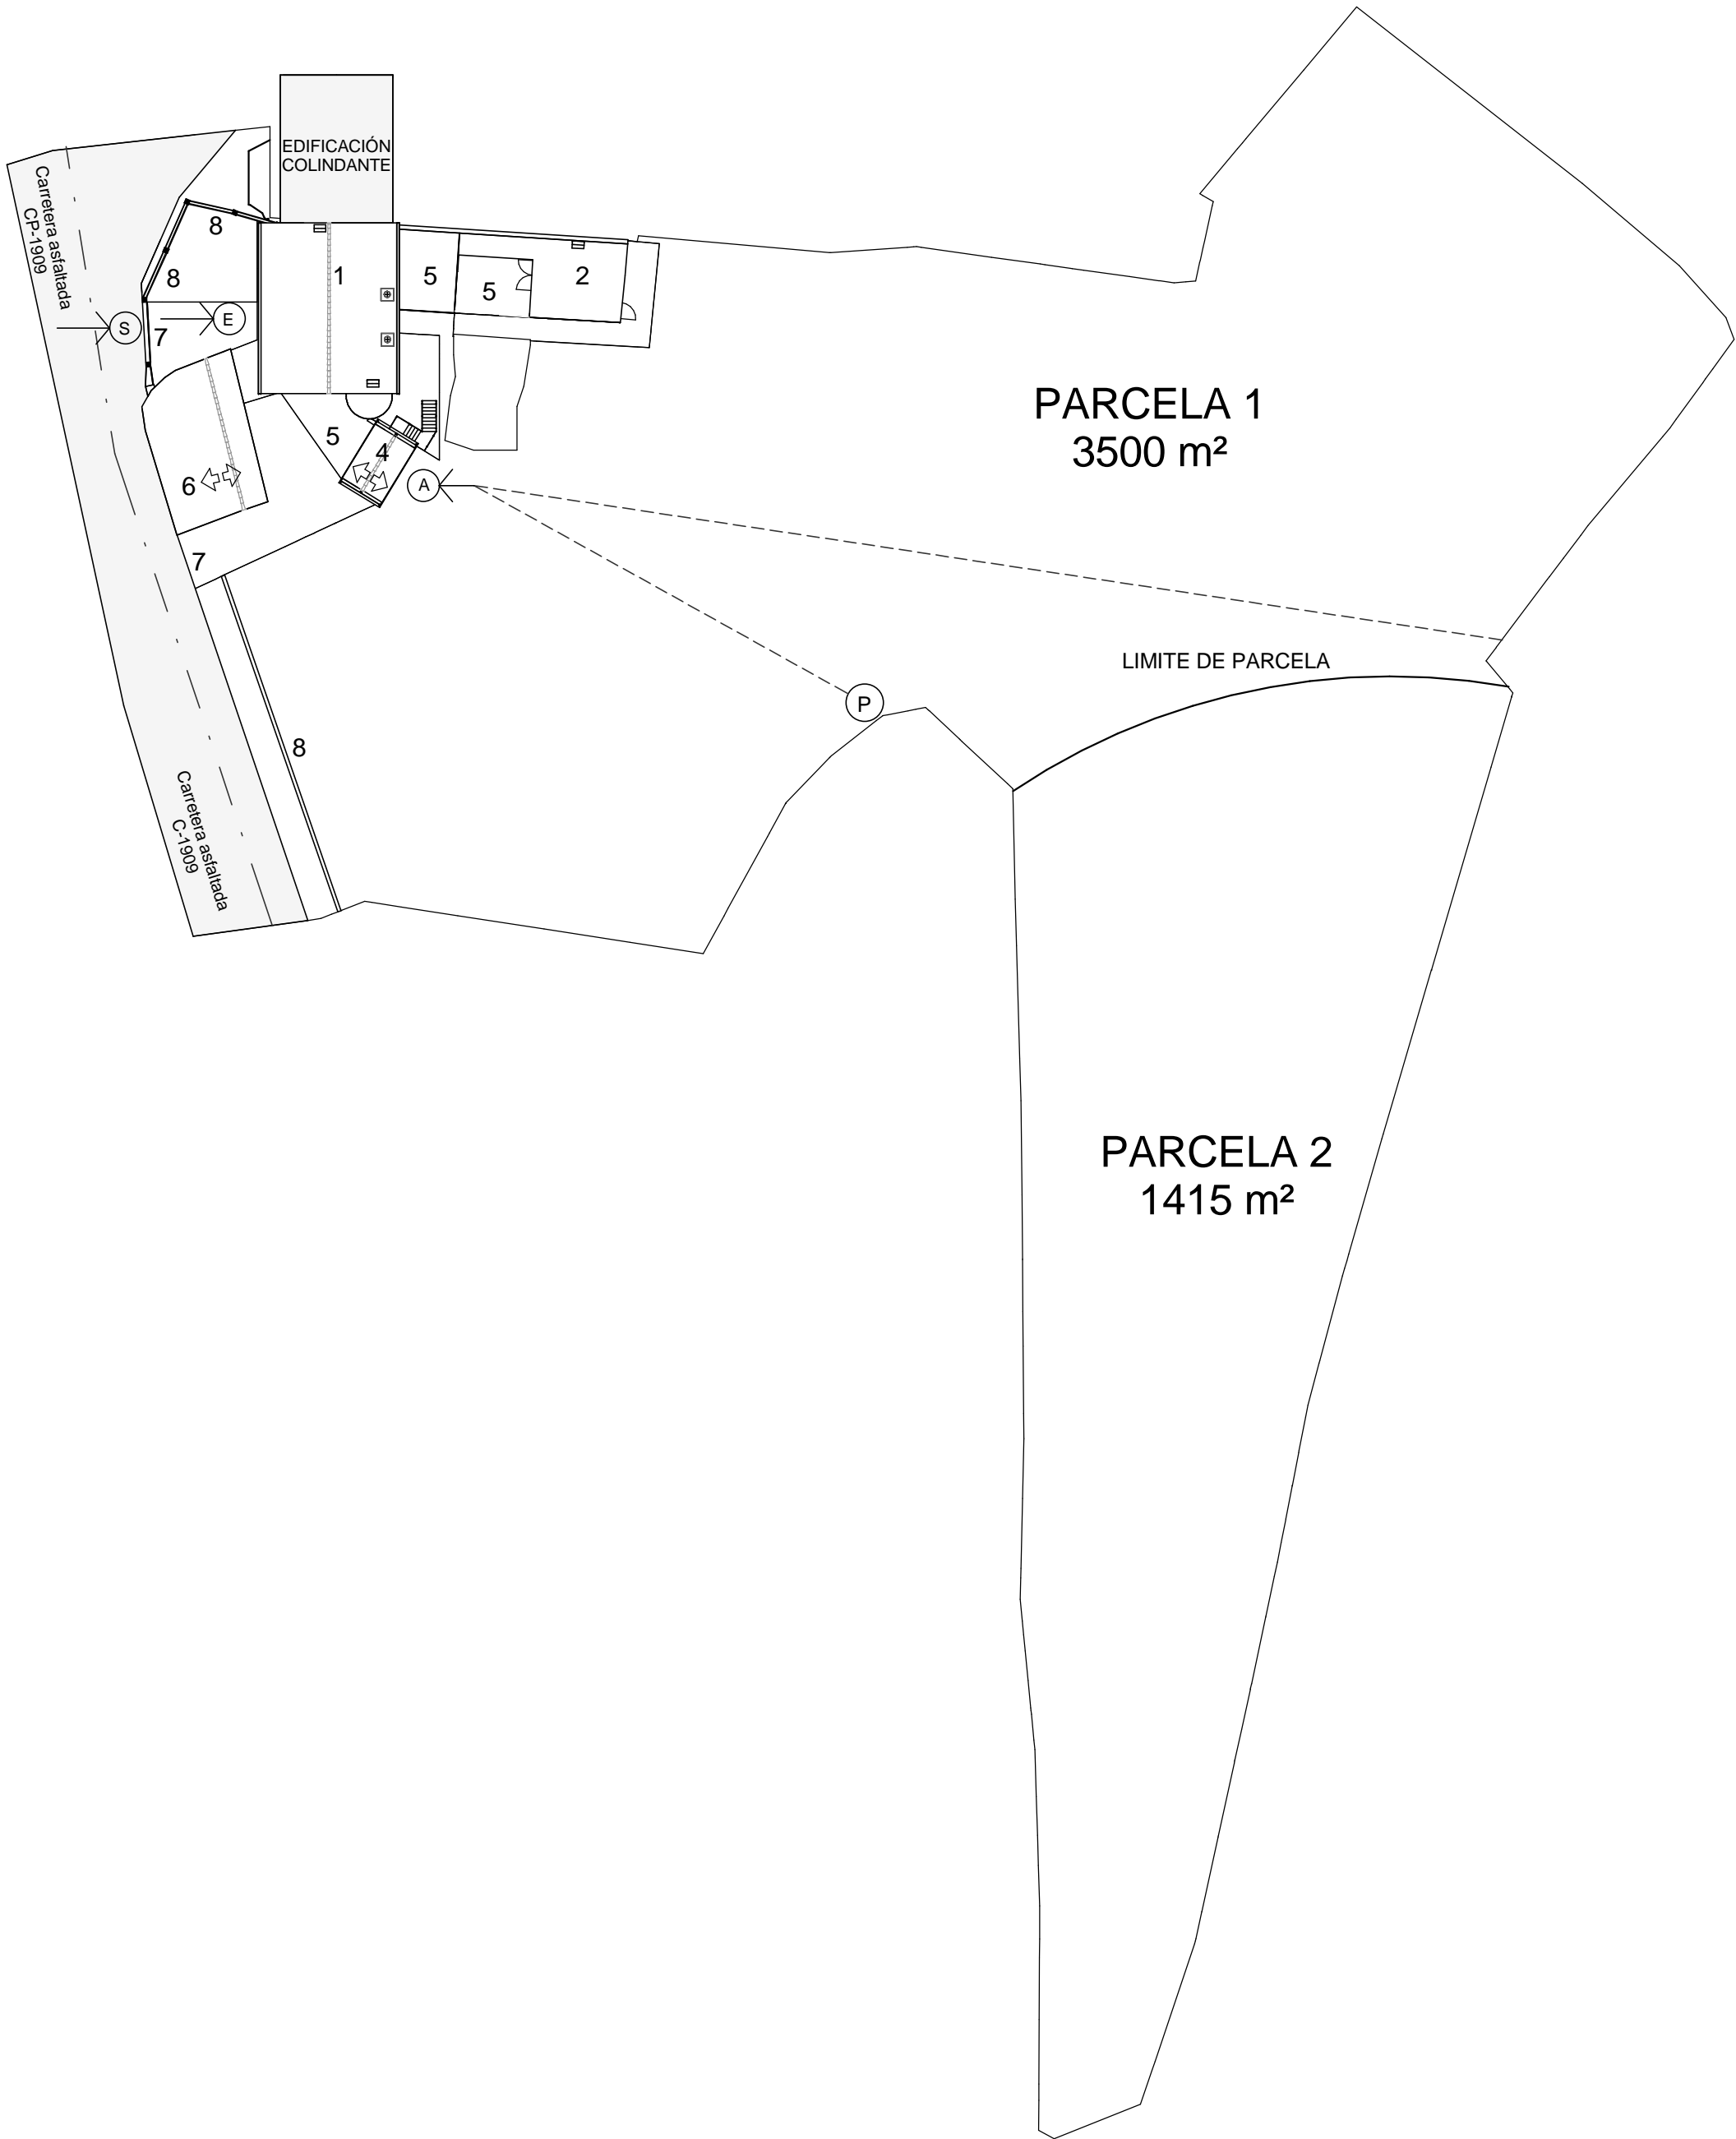 EDIFICACIÓN
COLINDANTE
Carretera asfaltada
CP-1909
8
8
1
5
5
2
S
E
7
PARCELA 1
3500 m²
5
4
6
A
7
LIMITE DE PARCELA
P
8
Carretera asfaltada
C-1909
PARCELA 2
1415 m²